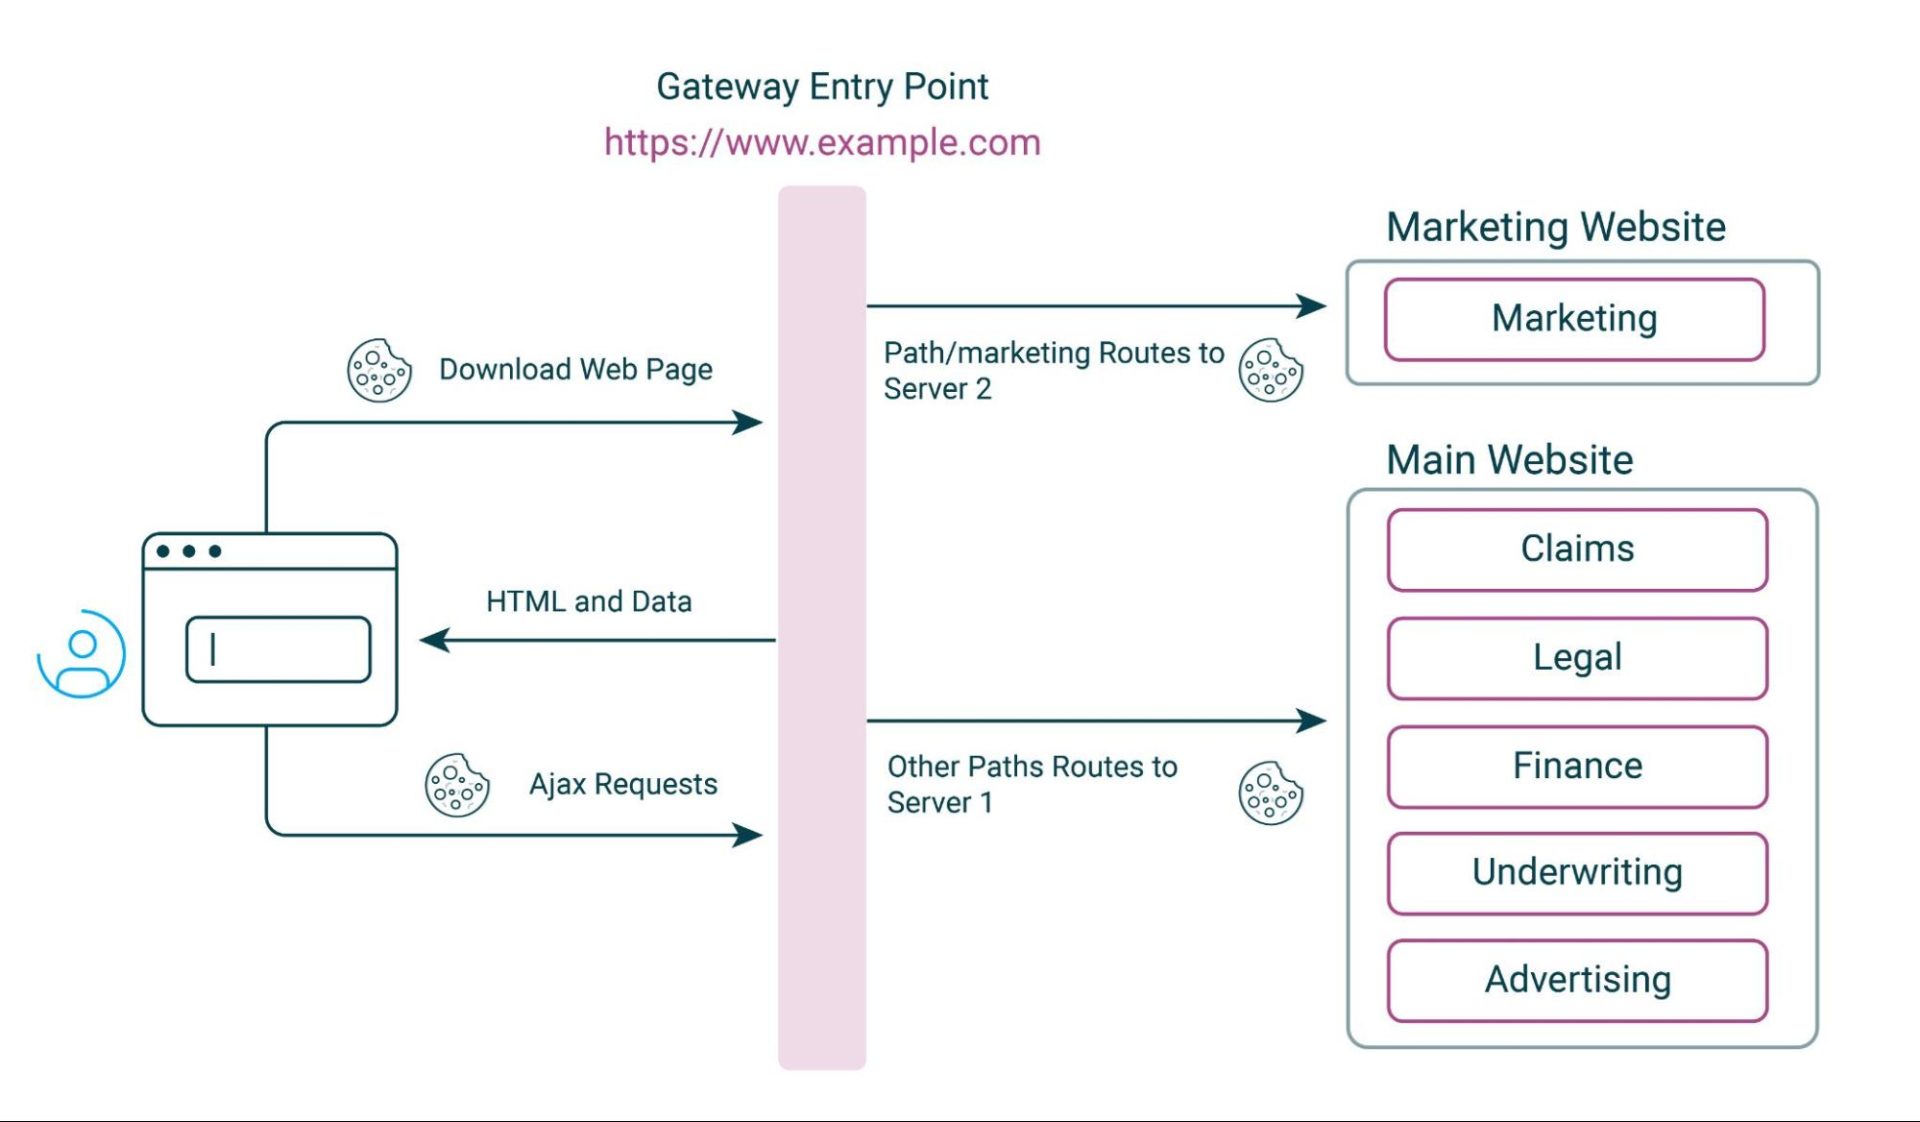 Gateway Entry Point
https://www.example.com
Marketing Website
Marketing
Download Web Page
Path/marketing Routes to
Server 2
Main Website
Claims
HTML and Data
Legal
Ajax Requests
Other Paths Routes to
Server 1
Finance
Underwriting
Advertising